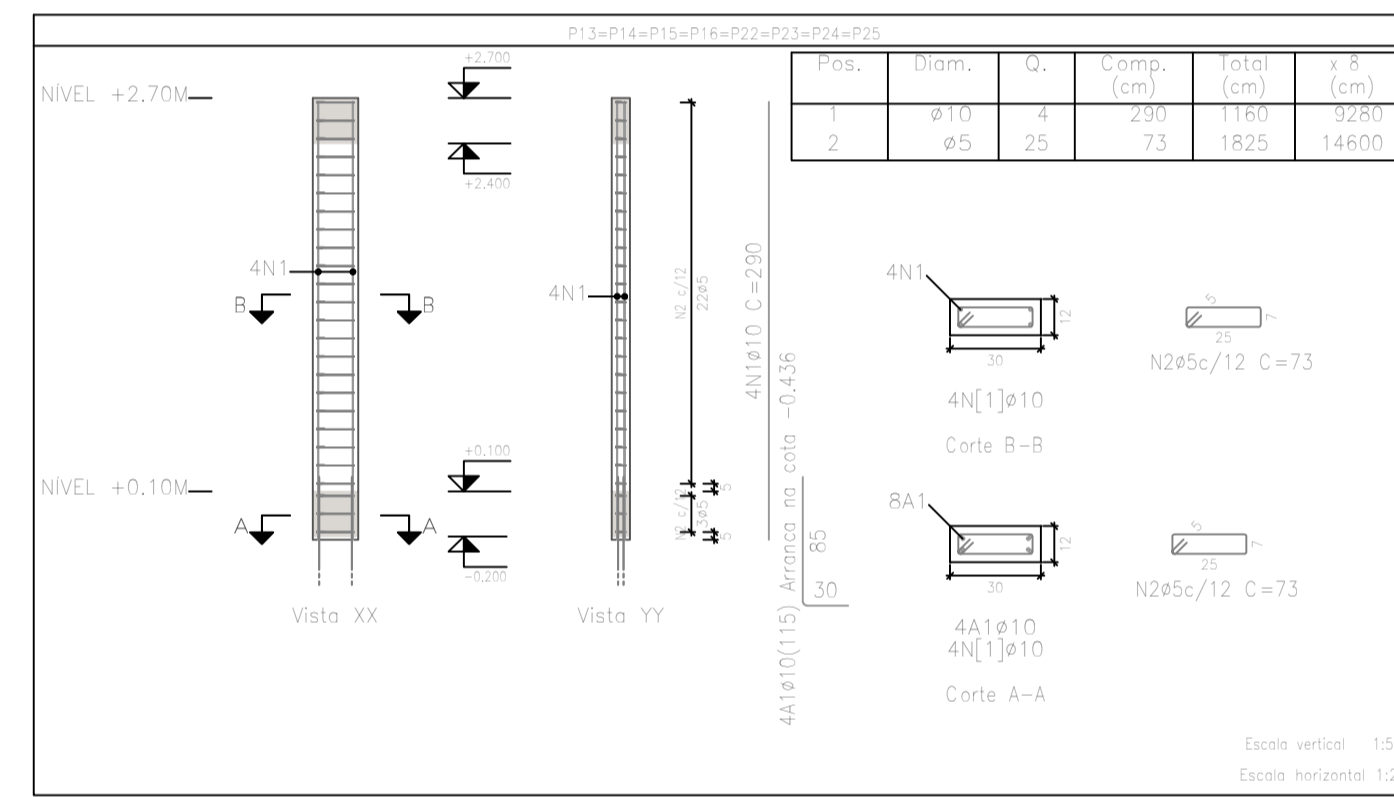 P13=P14=P15=P16=P22=P23=P24=P25
Pos. Diam. Q. Comp. (cm) Total (cm) x 8 (cm)
1 ø10 4 290 1160 9280
2 ø5 25 73 1825 14600
NÍVEL +2.70M
+2.700
+2.400
4N1
B B
4N1
N2 c/12
22ø5
4N1ø10 C=290
NÍVEL +0.10M
+0.100
-0.200
A A
N2 c/12
3ø5
5
5
Vista XX
Vista YY
4A1ø10(115) Arranca na cota -0.436
85
30
4N1
12
30
4N[1]ø10
Corte B-B
5
7
25
N2ø5c/12 C=73
8A1
12
30
4A1ø10
4N[1]ø10
Corte A-A
5
7
25
N2ø5c/12 C=73
Escala vertical
Escala horizontal